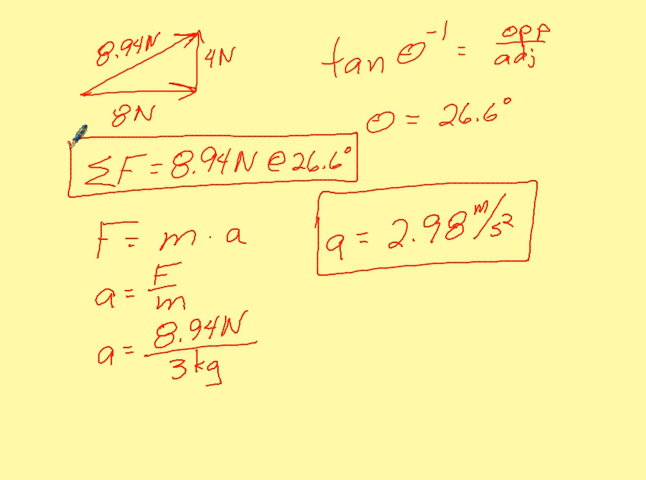 8.94N
4N
8N
tan Θ⁻¹ = opp/adj
Θ = 26.6°
ΣF = 8.94N @ 26.6°
F = m · a
a = F/m
a = 8.94N/3kg
a = 2.98 m/s²